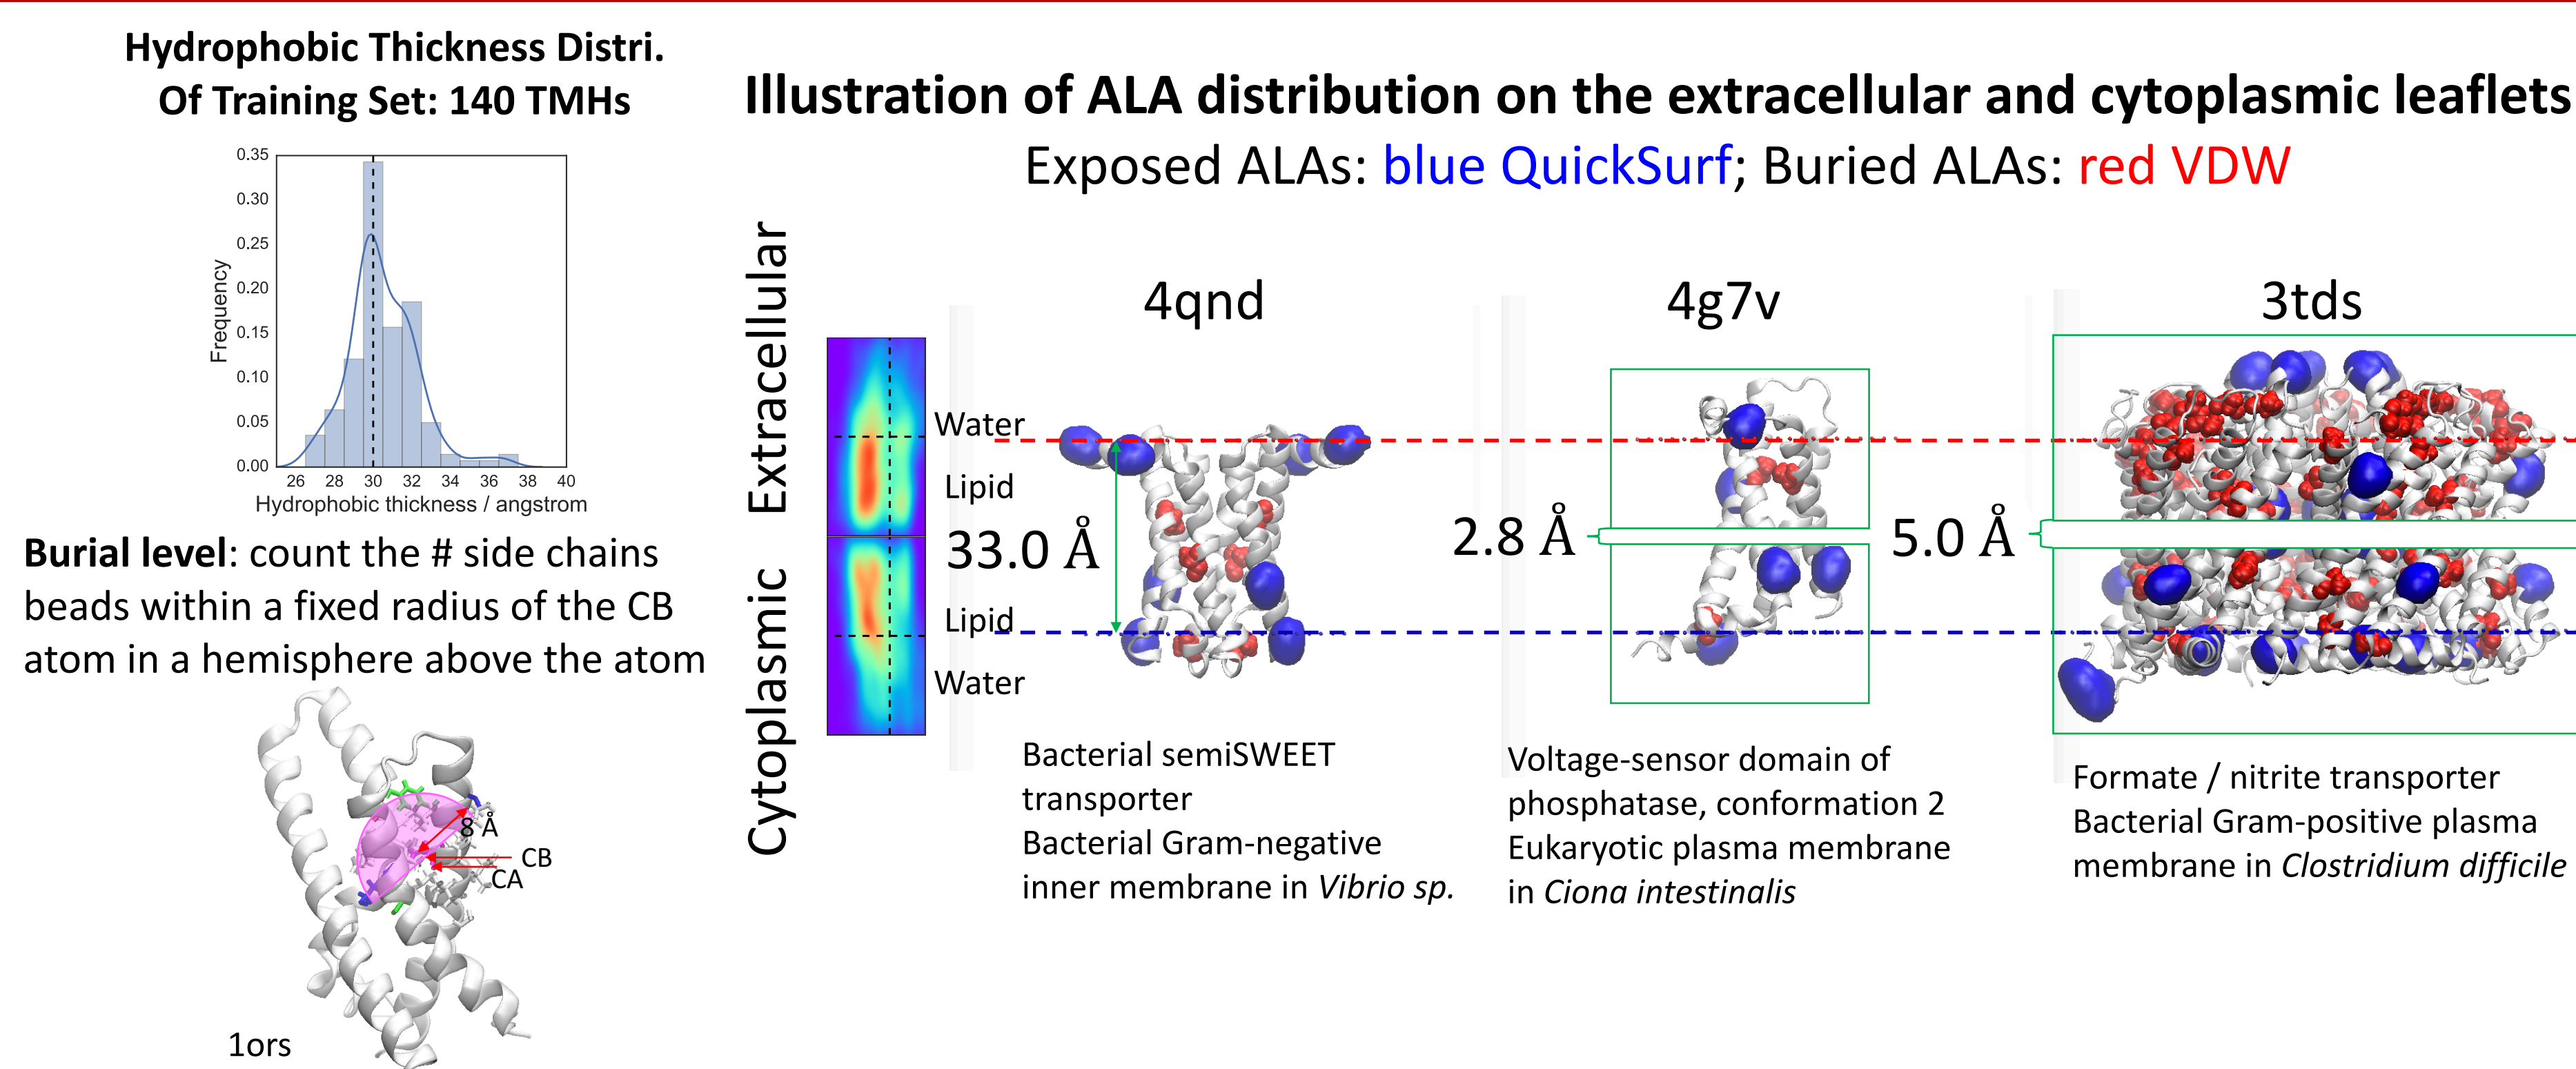 Hydrophobic Thickness Distri.
Of Training Set: 140 TMHs
0.35
0.30
0.25
0.20
0.15
0.10
0.05
0.00
Frequency
26 28 30 32 34 36 38 40
Hydrophobic thickness / angstrom
Burial level: count the # side chains
beads within a fixed radius of the CB
atom in a hemisphere above the atom
8 Å
CB
CA
1ors
Illustration of ALA distribution on the extracellular and cytoplasmic leaflets
Exposed ALAs: blue QuickSurf; Buried ALAs: red VDW
Extracellular
Cytoplasmic
Water
Lipid
Lipid
Water
4qnd
33.0 Å
Bacterial semiSWEET
transporter
Bacterial Gram-negative
inner membrane in Vibrio sp.
4g7v
2.8 Å
Voltage-sensor domain of
phosphatase, conformation 2
Eukaryotic plasma membrane
in Ciona intestinalis
3tds
5.0 Å
Formate / nitrite transporter
Bacterial Gram-positive plasma
membrane in Clostridium difficile